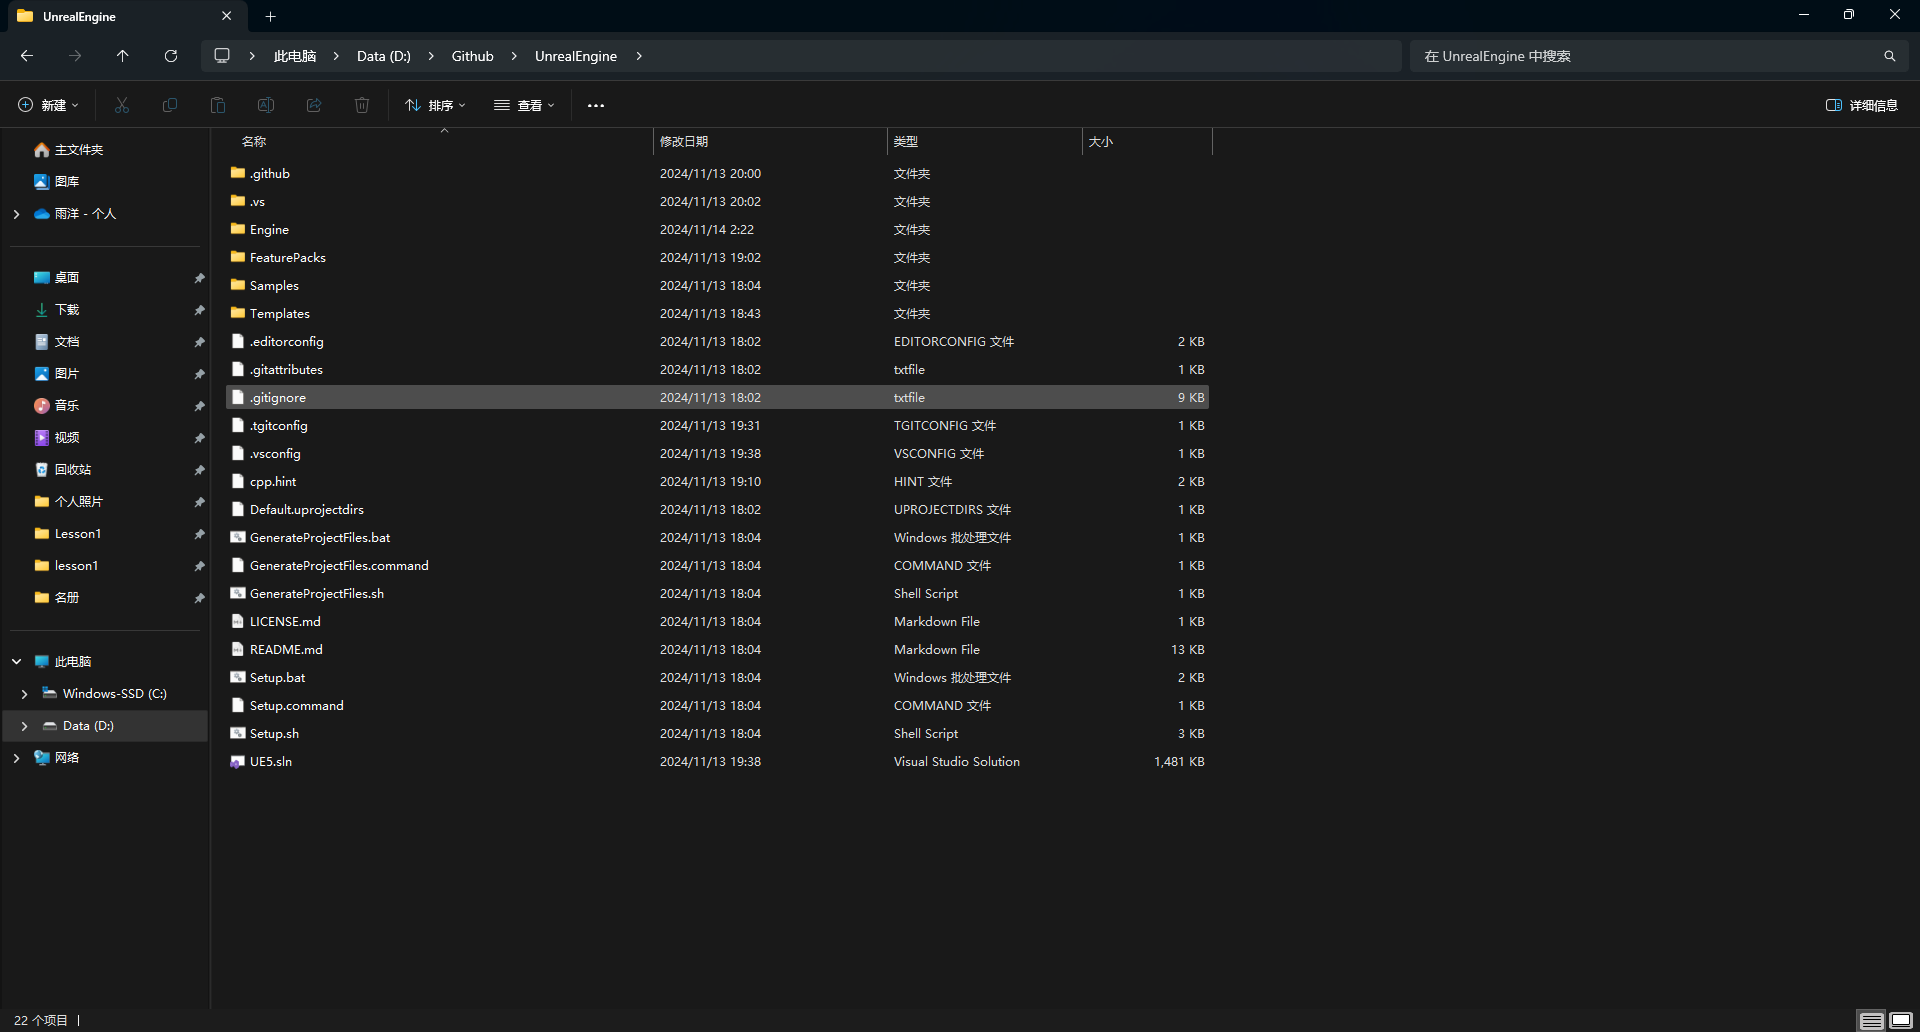 UnrealEngine
此电脑 Data (D:) Github UnrealEngine
在 UnrealEngine 中搜索
新建 排序 查看 详细信息
主文件夹
图库
雨洋 - 个人
桌面
下载
文档
图片
音乐
视频
回收站
个人照片
Lesson1
lesson1
名册
此电脑
Windows-SSD (C:)
Data (D:)
网络
名称 修改日期 类型 大小
.github 2024/11/13 20:00 文件夹
.vs 2024/11/13 20:02 文件夹
Engine 2024/11/14 2:22 文件夹
FeaturePacks 2024/11/13 19:02 文件夹
Samples 2024/11/13 18:04 文件夹
Templates 2024/11/13 18:43 文件夹
.editorconfig 2024/11/13 18:02 EDITORCONFIG 文件 2 KB
.gitattributes 2024/11/13 18:02 txtfile 1 KB
.gitignore 2024/11/13 18:02 txtfile 9 KB
.tgitconfig 2024/11/13 19:31 TGITCONFIG 文件 1 KB
.vsconfig 2024/11/13 19:38 VSCONFIG 文件 1 KB
cpp.hint 2024/11/13 19:10 HINT 文件 2 KB
Default.uprojectdirs 2024/11/13 18:02 UPROJECTDIRS 文件 1 KB
GenerateProjectFiles.bat 2024/11/13 18:04 Windows 批处理文件 1 KB
GenerateProjectFiles.command 2024/11/13 18:04 COMMAND 文件 1 KB
GenerateProjectFiles.sh 2024/11/13 18:04 Shell Script 1 KB
LICENSE.md 2024/11/13 18:04 Markdown File 1 KB
README.md 2024/11/13 18:04 Markdown File 13 KB
Setup.bat 2024/11/13 18:04 Windows 批处理文件 2 KB
Setup.command 2024/11/13 18:04 COMMAND 文件 1 KB
Setup.sh 2024/11/13 18:04 Shell Script 3 KB
UE5.sln 2024/11/13 19:38 Visual Studio Solution 1,481 KB
22 个项目